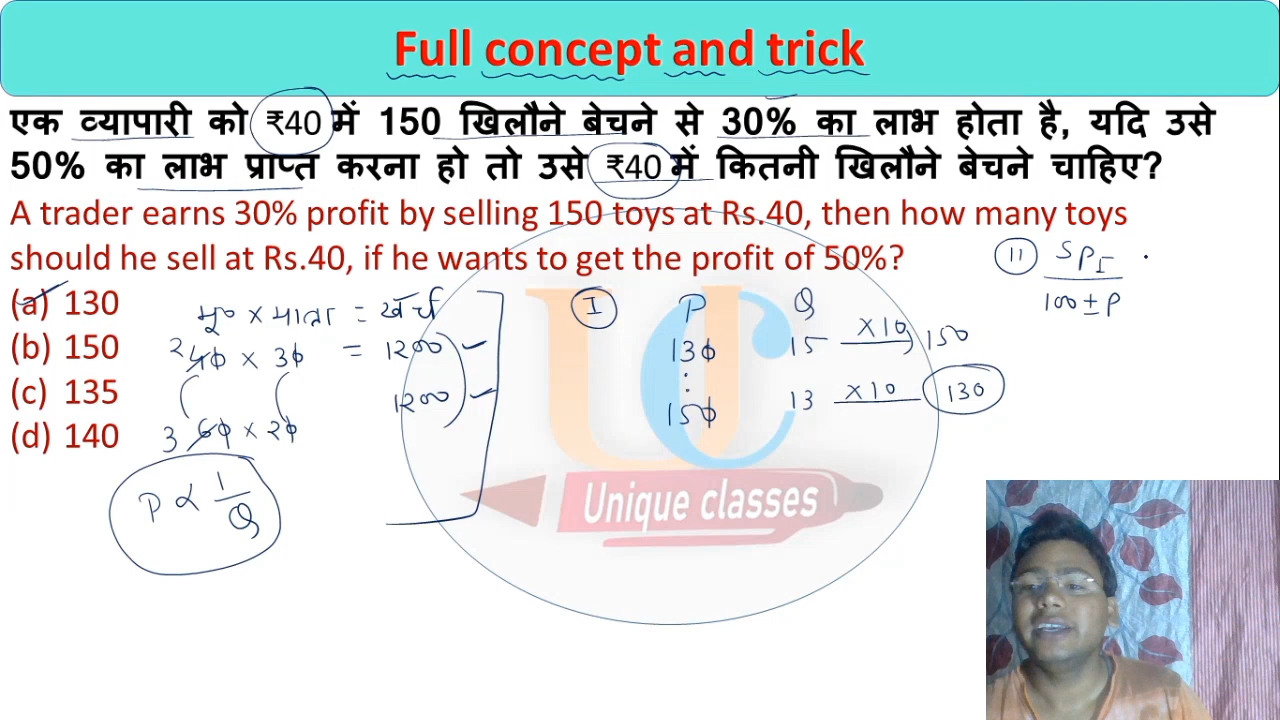 Full concept and trick
एक व्यापारी को ₹40 में 150 खिलौने बेचने से 30% का लाभ होता है, यदि उसे
50% का लाभ प्राप्त करना हो तो उसे ₹40 में कितनी खिलौने बेचने चाहिए?
A trader earns 30% profit by selling 150 toys at Rs.40, then how many toys
should he sell at Rs.40, if he wants to get the profit of 50%?
(a) 130
(b) 150
(c) 135
(d) 140
मू० × मात्रा = खर्च
2 40 × 30 = 1200
1200
3 60 × 20
P ∝ 1/Q
I P Q
130 15 ×10 150
:
150 13 ×10 130
II SP I
100 ± P
Unique classes